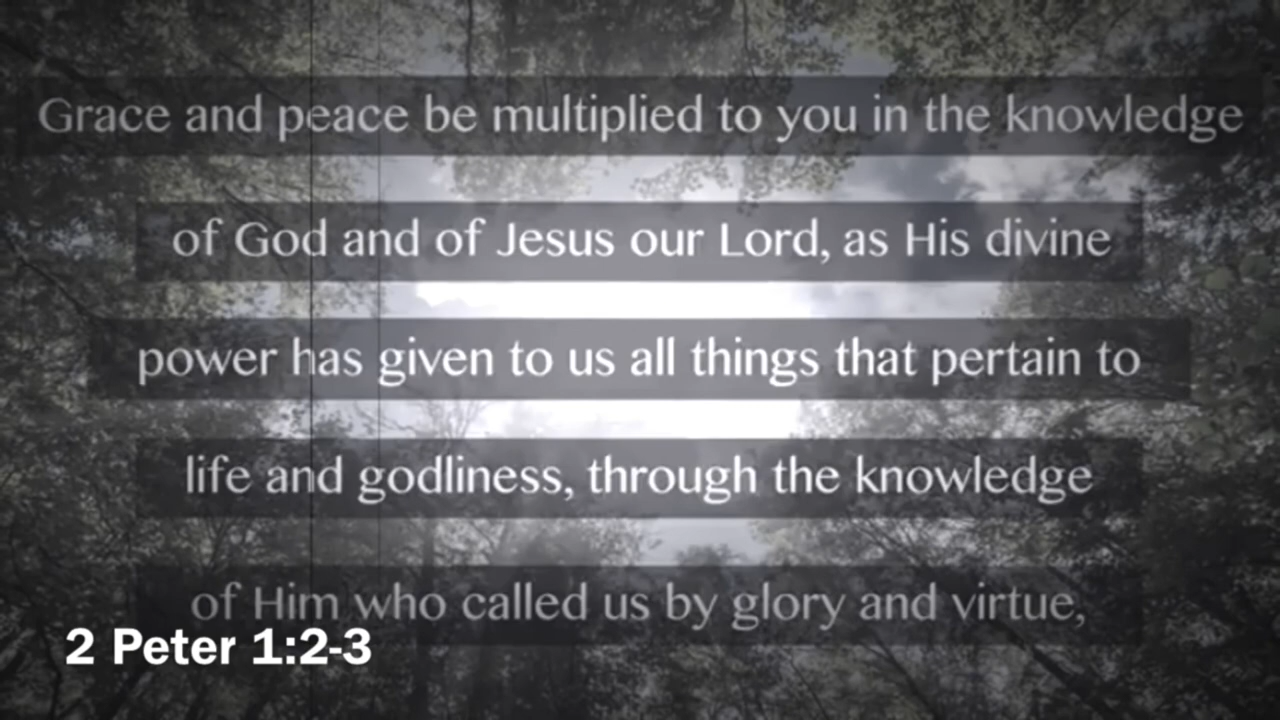 Grace and peace be multiplied to you in the knowledge
of God and of Jesus our Lord, as His divine
power has given to us all things that pertain to
life and godliness, through the knowledge
of Him who called us by glory and virtue,
2 Peter 1:2-3